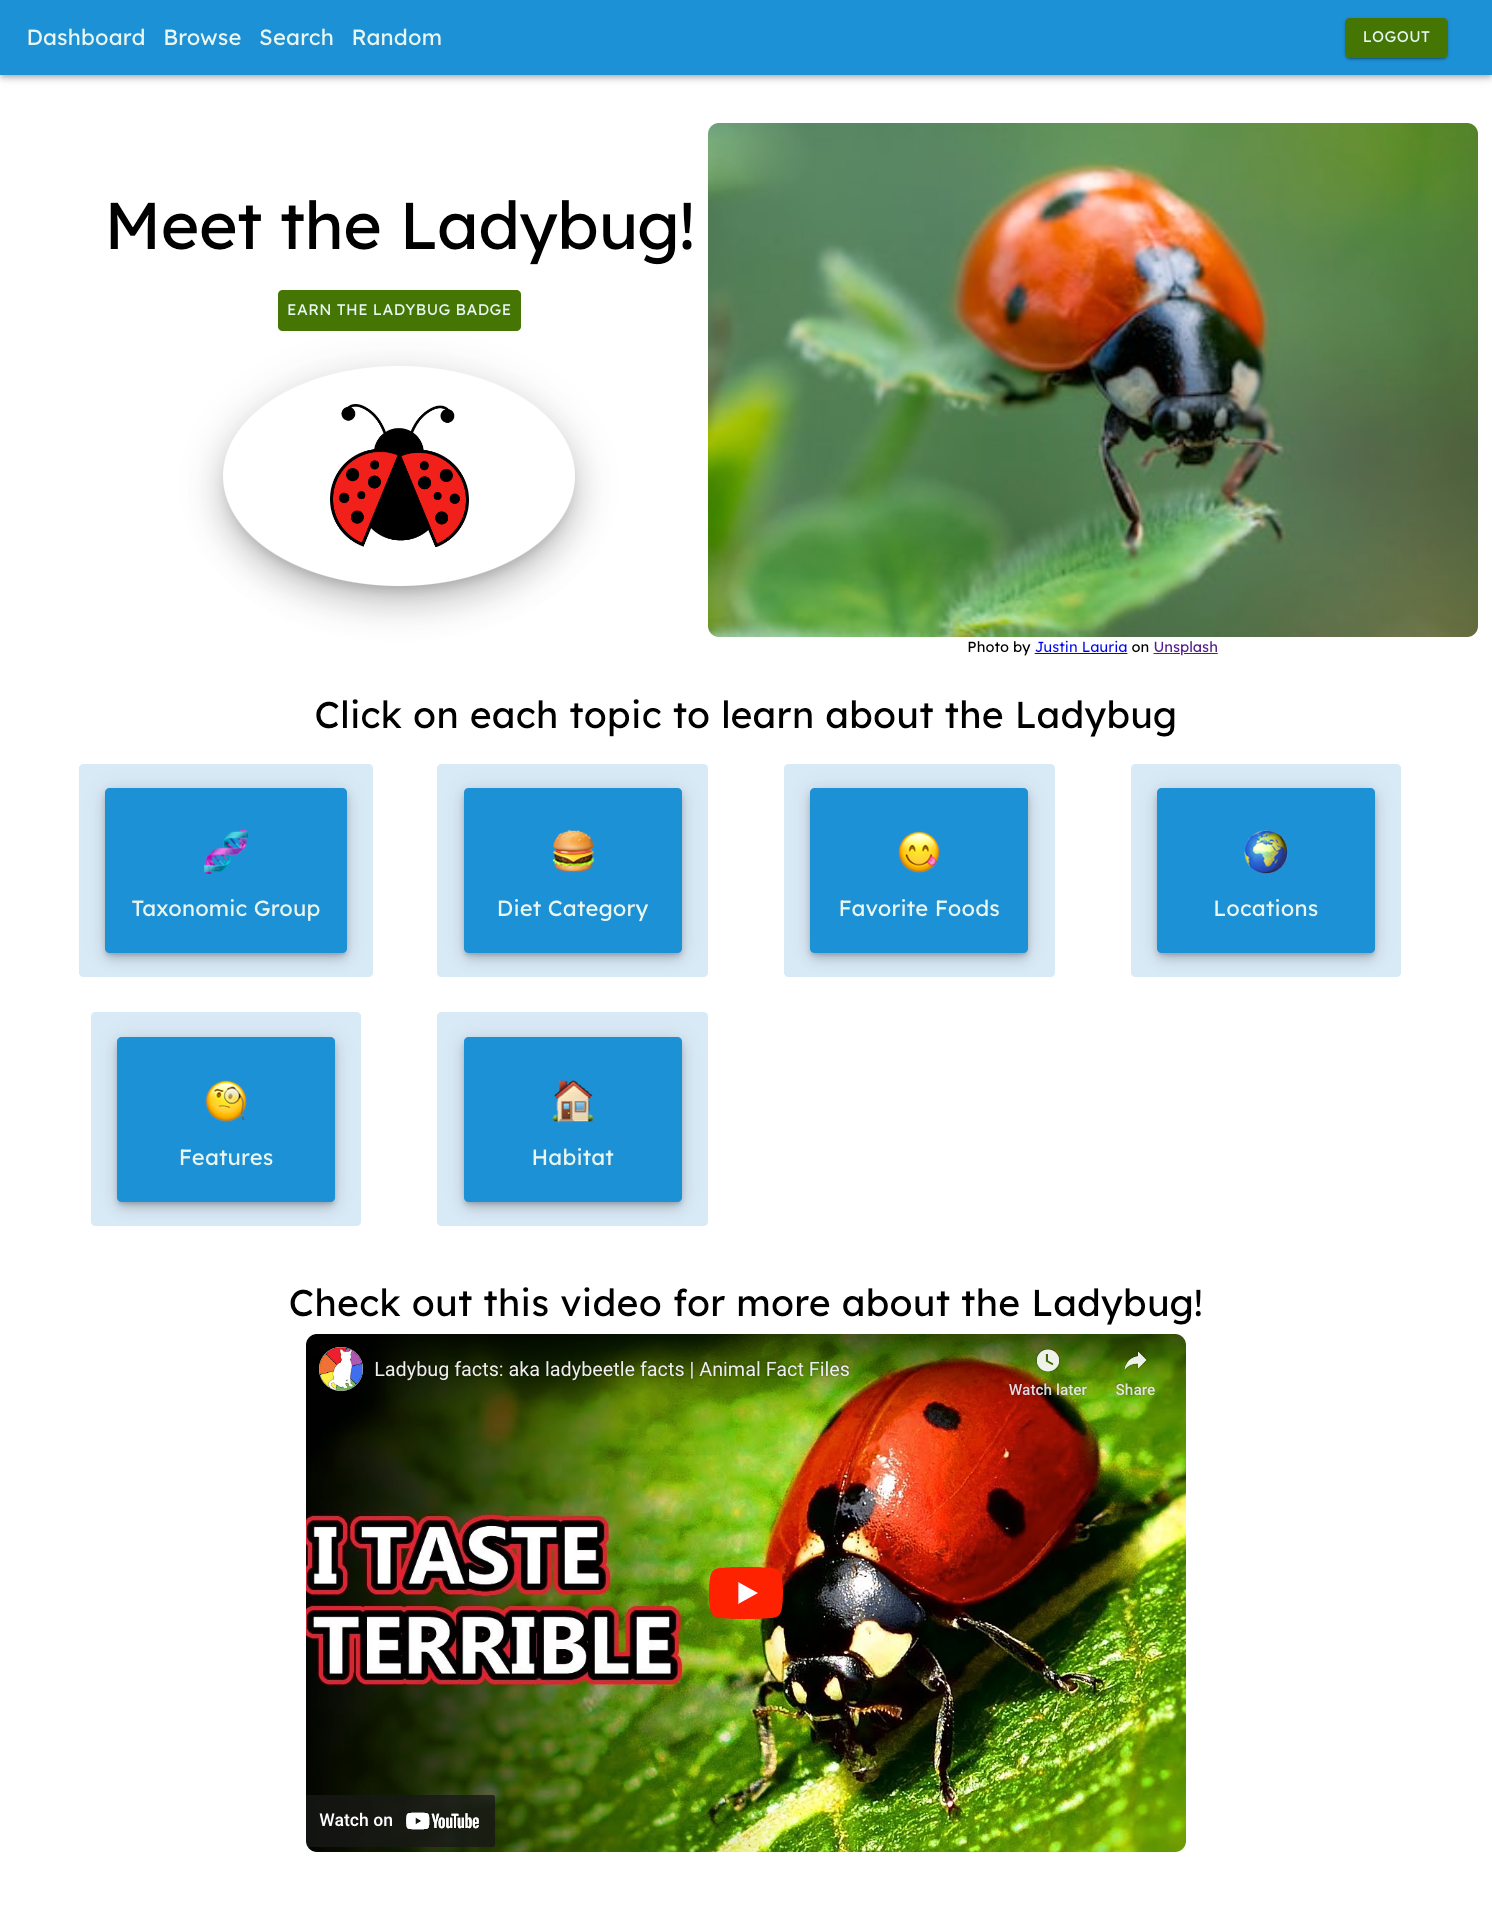 Dashboard Browse Search Random LOGOUT
Meet the Ladybug!
EARN THE LADYBUG BADGE
Photo by Justin Lauria on Unsplash
Click on each topic to learn about the Ladybug
Taxonomic Group
Diet Category
Favorite Foods
Locations
Features
Habitat
Check out this video for more about the Ladybug!
Ladybug facts: aka ladybeetle facts | Animal Fact Files
Watch later
Share
I TASTE
TERRIBLE
Watch on YouTube